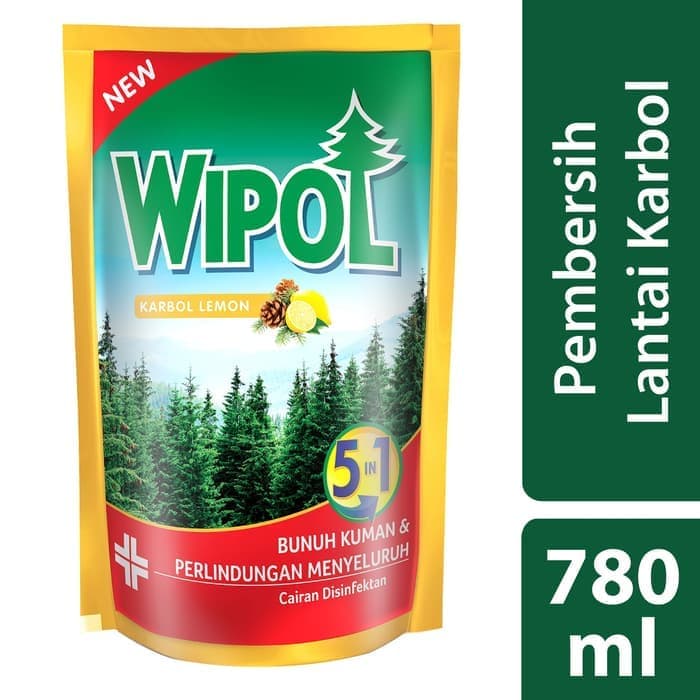 NEW
WIPOL
KARBOL LEMON
5 IN 1
BUNUH KUMAN &
PERLINDUNGAN MENYELURUH
Cairan Disinfektan
Pembersih
Lantai Karbol
780
ml